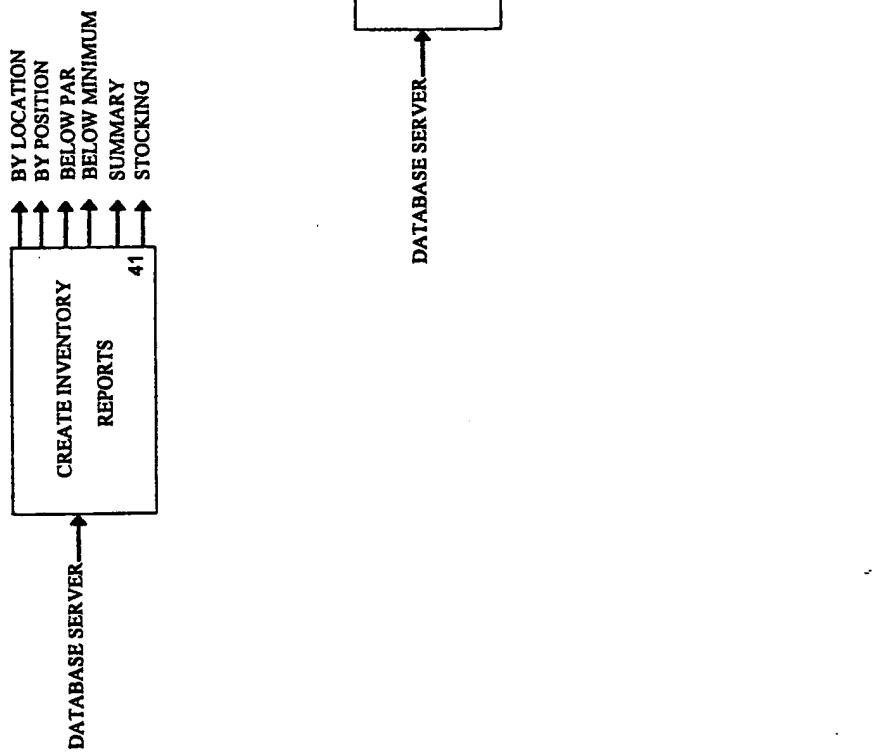 DATABASE SERVER
CREATE INVENTORY
REPORTS
41
BY LOCATION
BY POSITION
BELOW PAR
BELOW MINIMUM
SUMMARY
STOCKING
DATABASE SERVER